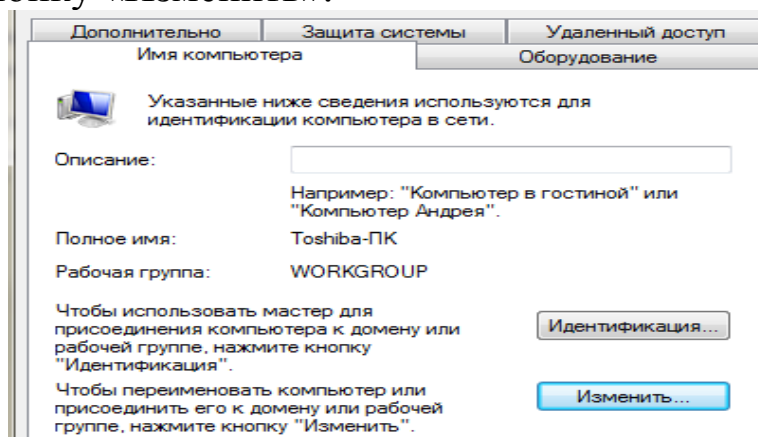 Дополнительно Защита системы Удаленный доступ
Имя компьютера Оборудование
Указанные ниже сведения используются для
идентификации компьютера в сети.
Описание:
Например: "Компьютер в гостиной" или
"Компьютер Андрея".
Полное имя: Toshiba-ПК
Рабочая группа: WORKGROUP
Чтобы использовать мастер для
присоединения компьютера к домену или
рабочей группе, нажмите кнопку
"Идентификация".
Идентификация...
Чтобы переименовать компьютер или
присоединить его к домену или рабочей
группе, нажмите кнопку "Изменить".
Изменить...